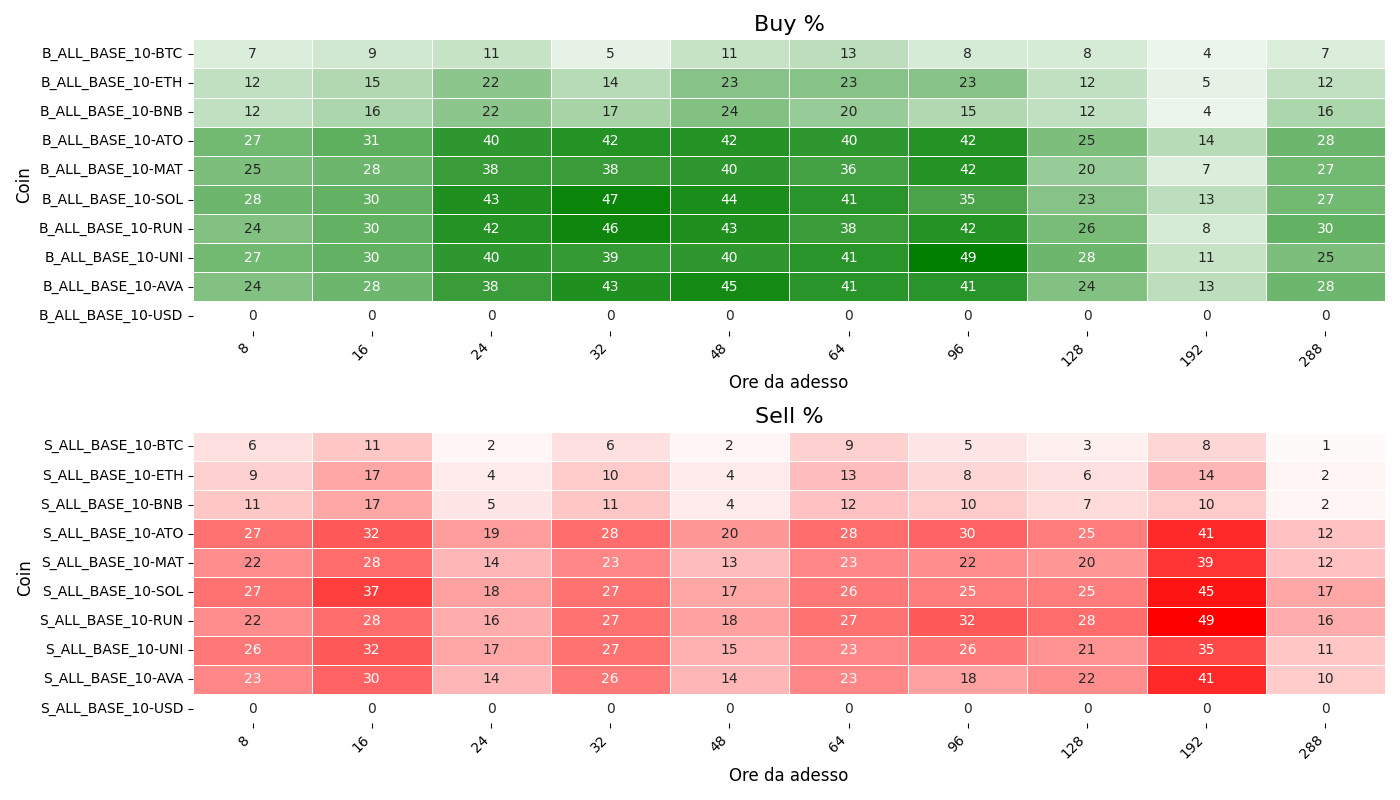 Buy %
Coin
B_ALL_BASE_10-BTC 7 9 11 5 11 13 8 8 4 7
B_ALL_BASE_10-ETH 12 15 22 14 23 23 23 12 5 12
B_ALL_BASE_10-BNB 12 16 22 17 24 20 15 12 4 16
B_ALL_BASE_10-ATO 27 31 40 42 42 40 42 25 14 28
B_ALL_BASE_10-MAT 25 28 38 38 40 36 42 20 7 27
B_ALL_BASE_10-SOL 28 30 43 47 44 41 35 23 13 27
B_ALL_BASE_10-RUN 24 30 42 46 43 38 42 26 8 30
B_ALL_BASE_10-UNI 27 30 40 39 40 41 49 28 11 25
B_ALL_BASE_10-AVA 24 28 38 43 45 41 41 24 13 28
B_ALL_BASE_10-USD 0 0 0 0 0 0 0 0 0 0
8 16 24 32 48 64 96 128 192 288
Ore da adesso
Sell %
Coin
S_ALL_BASE_10-BTC 6 11 2 6 2 9 5 3 8 1
S_ALL_BASE_10-ETH 9 17 4 10 4 13 8 6 14 2
S_ALL_BASE_10-BNB 11 17 5 11 4 12 10 7 10 2
S_ALL_BASE_10-ATO 27 32 19 28 20 28 30 25 41 12
S_ALL_BASE_10-MAT 22 28 14 23 13 23 22 20 39 12
S_ALL_BASE_10-SOL 27 37 18 27 17 26 25 25 45 17
S_ALL_BASE_10-RUN 22 28 16 27 18 27 32 28 49 16
S_ALL_BASE_10-UNI 26 32 17 27 15 23 26 21 35 11
S_ALL_BASE_10-AVA 23 30 14 26 14 23 18 22 41 10
S_ALL_BASE_10-USD 0 0 0 0 0 0 0 0 0 0
8 16 24 32 48 64 96 128 192 288
Ore da adesso